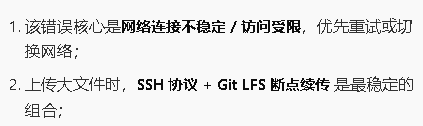 1. 该错误核心是网络连接不稳定 / 访问受限，优先重试或切
换网络；
2. 上传大文件时，SSH 协议 + Git LFS 断点续传 是最稳定的
组合；